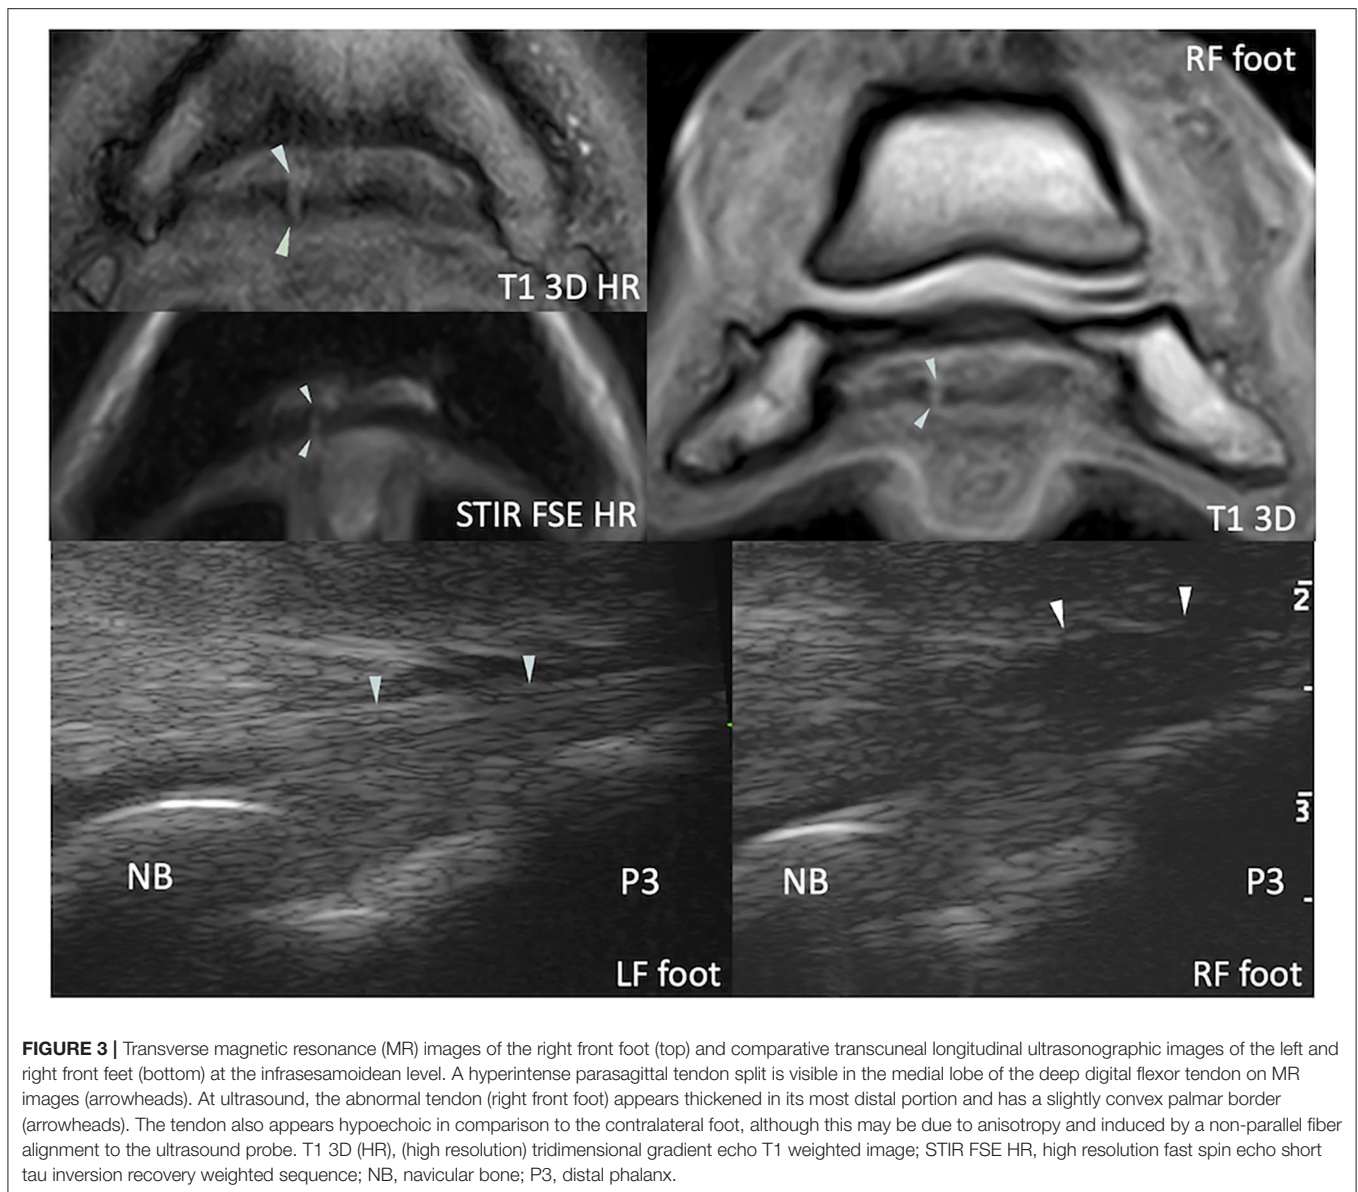 RF foot
T1 3D HR
STIR FSE HR
T1 3D
2
3
NB
P3
NB
P3
LF foot
RF foot
FIGURE 3 | Transverse magnetic resonance (MR) images of the right front foot (top) and comparative transcuneal longitudinal ultrasonographic images of the left and
right front feet (bottom) at the infrasesamoidean level. A hyperintense parasagittal tendon split is visible in the medial lobe of the deep digital flexor tendon on MR
images (arrowheads). At ultrasound, the abnormal tendon (right front foot) appears thickened in its most distal portion and has a slightly convex palmar border
(arrowheads). The tendon also appears hypoechoic in comparison to the contralateral foot, although this may be due to anisotropy and induced by a non-parallel fiber
alignment to the ultrasound probe. T1 3D (HR), (high resolution) tridimensional gradient echo T1 weighted image; STIR FSE HR, high resolution fast spin echo short
tau inversion recovery weighted sequence; NB, navicular bone; P3, distal phalanx.